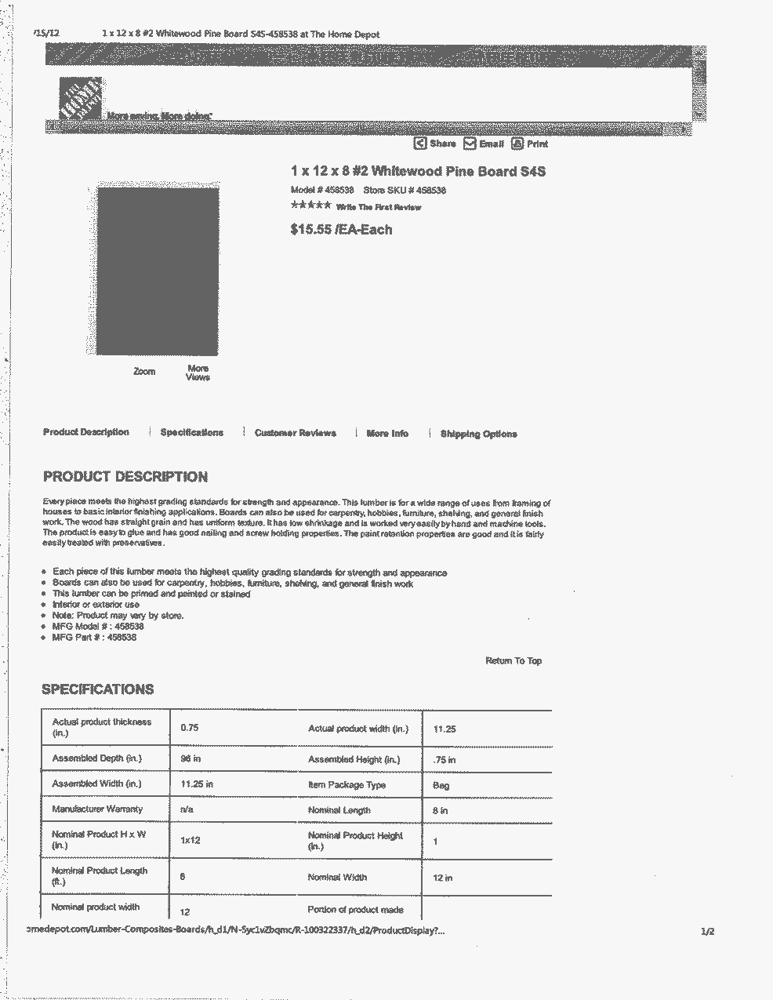 /15/12 1 x 12 x 8 #2 Whitewood Pine Board S4S-458538 at The Home Depot
More saving. More doing.™
Share Email Print
1 x 12 x 8 #2 Whitewood Pine Board S4S
Model # 458538 Store SKU # 458538
Write The First Review
$15.55 /EA-Each
Zoom More Views
Product Description | Specifications | Customer Reviews | More Info | Shipping Options
PRODUCT DESCRIPTION
Every piece meets the highest grading standards for strength and appearance. This lumber is for a wide range of uses from framing of
houses to basic interior finishing applications. Boards can also be used for carpentry, hobbies, furniture, shelving, and general finish
work. The wood has straight grain and has uniform texture. It has low shrinkage and is worked very easily by hand and machine tools.
The product is easy to glue and has good nailing and screw holding properties. The paint retention properties are good and it is fairly
easily treated with preservatives.
• Each piece of this lumber meets the highest quality grading standards for strength and appearance
• Boards can also be used for carpentry, hobbies, furniture, shelving, and general finish work
• This lumber can be primed and painted or stained
• Interior or exterior use
• Note: Product may vary by store.
• MFG Model # : 458538
• MFG Part # : 458538
Return To Top
SPECIFICATIONS
Actual product thickness (in.) 0.75 Actual product width (in.) 11.25
Assembled Depth (in.) 96 in Assembled Height (in.) .75 in
Assembled Width (in.) 11.25 in Item Package Type Bag
Manufacturer Warranty n/a Nominal Length 8 in
Nominal Product H x W (in.) 1x12 Nominal Product Height (in.) 1
Nominal Product Length (ft.) 8 Nominal Width 12 in
Nominal product width 12 Portion of product made
omedepot.com/Lumber-Composites-Boards/h_d1/N-5yc1vZbqmc/R-100322337/h_d2/ProductDisplay?... 1/2